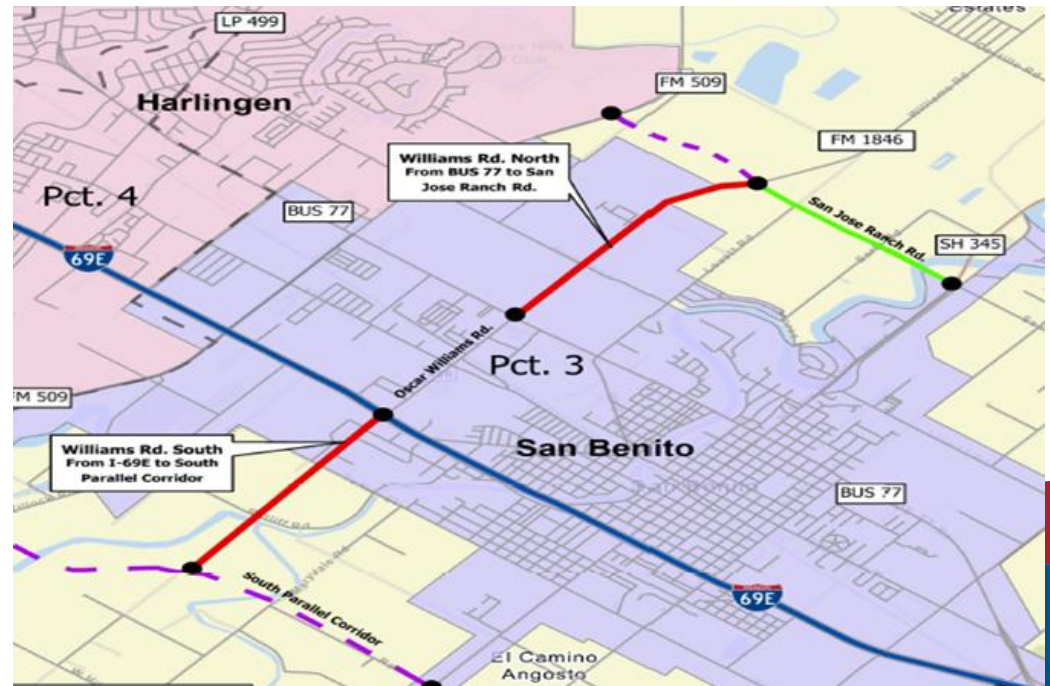 Estates
LP 499
FM 509
Harlingen
FM 1846
Williams Rd. North
From BUS 77 to San
Jose Ranch Rd.
Pct. 4
BUS 77
San Jose Ranch Rd.
SH 345
69E
Oscar Williams Rd.
Pct. 3
FM 509
San Benito
Williams Rd. South
From I-69E to South
Parallel Corridor
BUS 77
South Parallel Corridor
69E
El Camino
Angosto